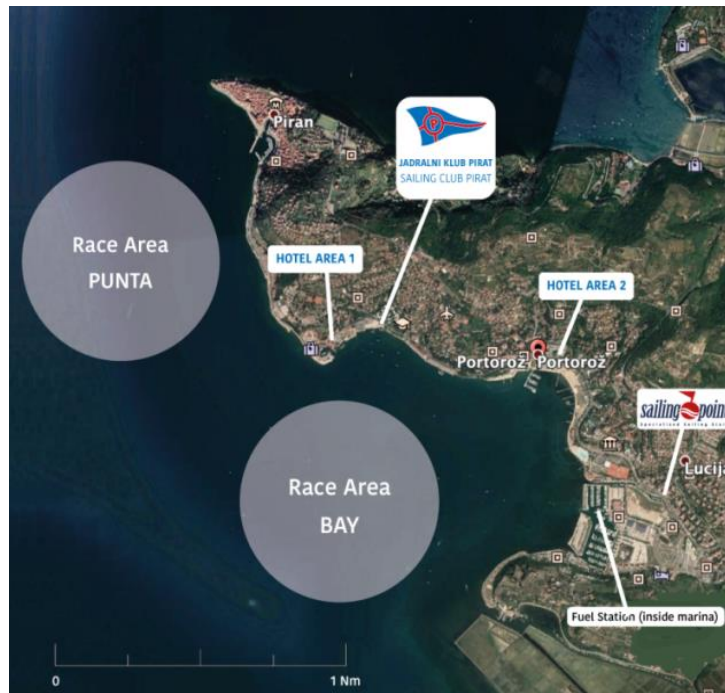 Piran
P
JADRALNI KLUB PIRAT
SAILING CLUB PIRAT
Race Area
PUNTA
HOTEL AREA 1
HOTEL AREA 2
Portorož
Portorož
sailing point
Lucija
Race Area
BAY
Fuel Station (inside marina)
0
1 Nm